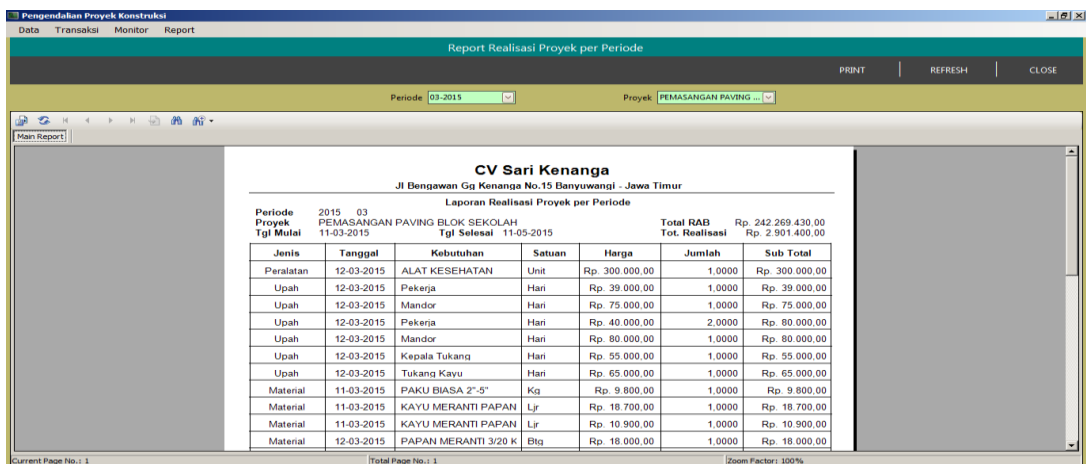 Pengendalian Proyek Konstruksi
Data Transaksi Monitor Report
Report Realisasi Proyek per Periode
PRINT | REFRESH | CLOSE
Periode 03-2015 Proyek PEMASANGAN PAVING ...
Main Report
CV Sari Kenanga
Jl Bengawan Gg Kenanga No.15 Banyuwangi - Jawa Timur
Laporan Realisasi Proyek per Periode
Periode 2015 03
Proyek PEMASANGAN PAVING BLOK SEKOLAH Total RAB Rp. 242.269.430,00
Tgl Mulai 11-03-2015 Tgl Selesai 11-05-2015 Tot. Realisasi Rp. 2.901.400,00
Jenis Tanggal Kebutuhan Satuan Harga Jumlah Sub Total
Peralatan 12-03-2015 ALAT KESEHATAN Unit Rp. 300.000,00 1,0000 Rp. 300.000,00
Upah 12-03-2015 Pekerja Hari Rp. 39.000,00 1,0000 Rp. 39.000,00
Upah 12-03-2015 Mandor Hari Rp. 75.000,00 1,0000 Rp. 75.000,00
Upah 12-03-2015 Pekerja Hari Rp. 40.000,00 2,0000 Rp. 80.000,00
Upah 12-03-2015 Mandor Hari Rp. 80.000,00 1,0000 Rp. 80.000,00
Upah 12-03-2015 Kepala Tukang Hari Rp. 55.000,00 1,0000 Rp. 55.000,00
Upah 12-03-2015 Tukang Kayu Hari Rp. 65.000,00 1,0000 Rp. 65.000,00
Material 11-03-2015 PAKU BIASA 2"-5" Kg Rp. 9.800,00 1,0000 Rp. 9.800,00
Material 11-03-2015 KAYU MERANTI PAPAN Ljr Rp. 18.700,00 1,0000 Rp. 18.700,00
Material 11-03-2015 KAYU MERANTI PAPAN Ljr Rp. 10.900,00 1,0000 Rp. 10.900,00
Material 12-03-2015 PAPAN MERANTI 3/20 K Btg Rp. 18.000,00 1,0000 Rp. 18.000,00
Current Page No.: 1 Total Page No.: 1 Zoom Factor: 100%